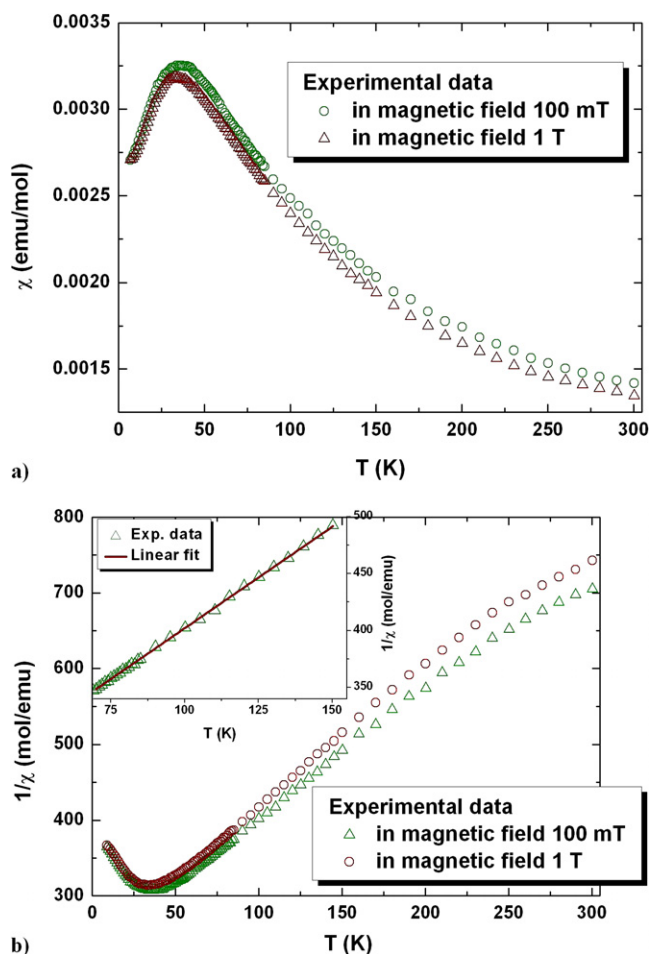 0.0035
0.0030
0.0025
0.0020
0.0015
χ (emu/mol)
Experimental data
in magnetic field 100 mT
in magnetic field 1 T
0 50 100 150 200 250 300
T (K)
a)
800
700
600
500
400
300
1/χ (mol/emu)
Exp. data
Linear fit
500
450
400
350
1/χ (mol/emu)
75 100 125 150
T (K)
Experimental data
in magnetic field 100 mT
in magnetic field 1 T
0 50 100 150 200 250 300
T (K)
b)